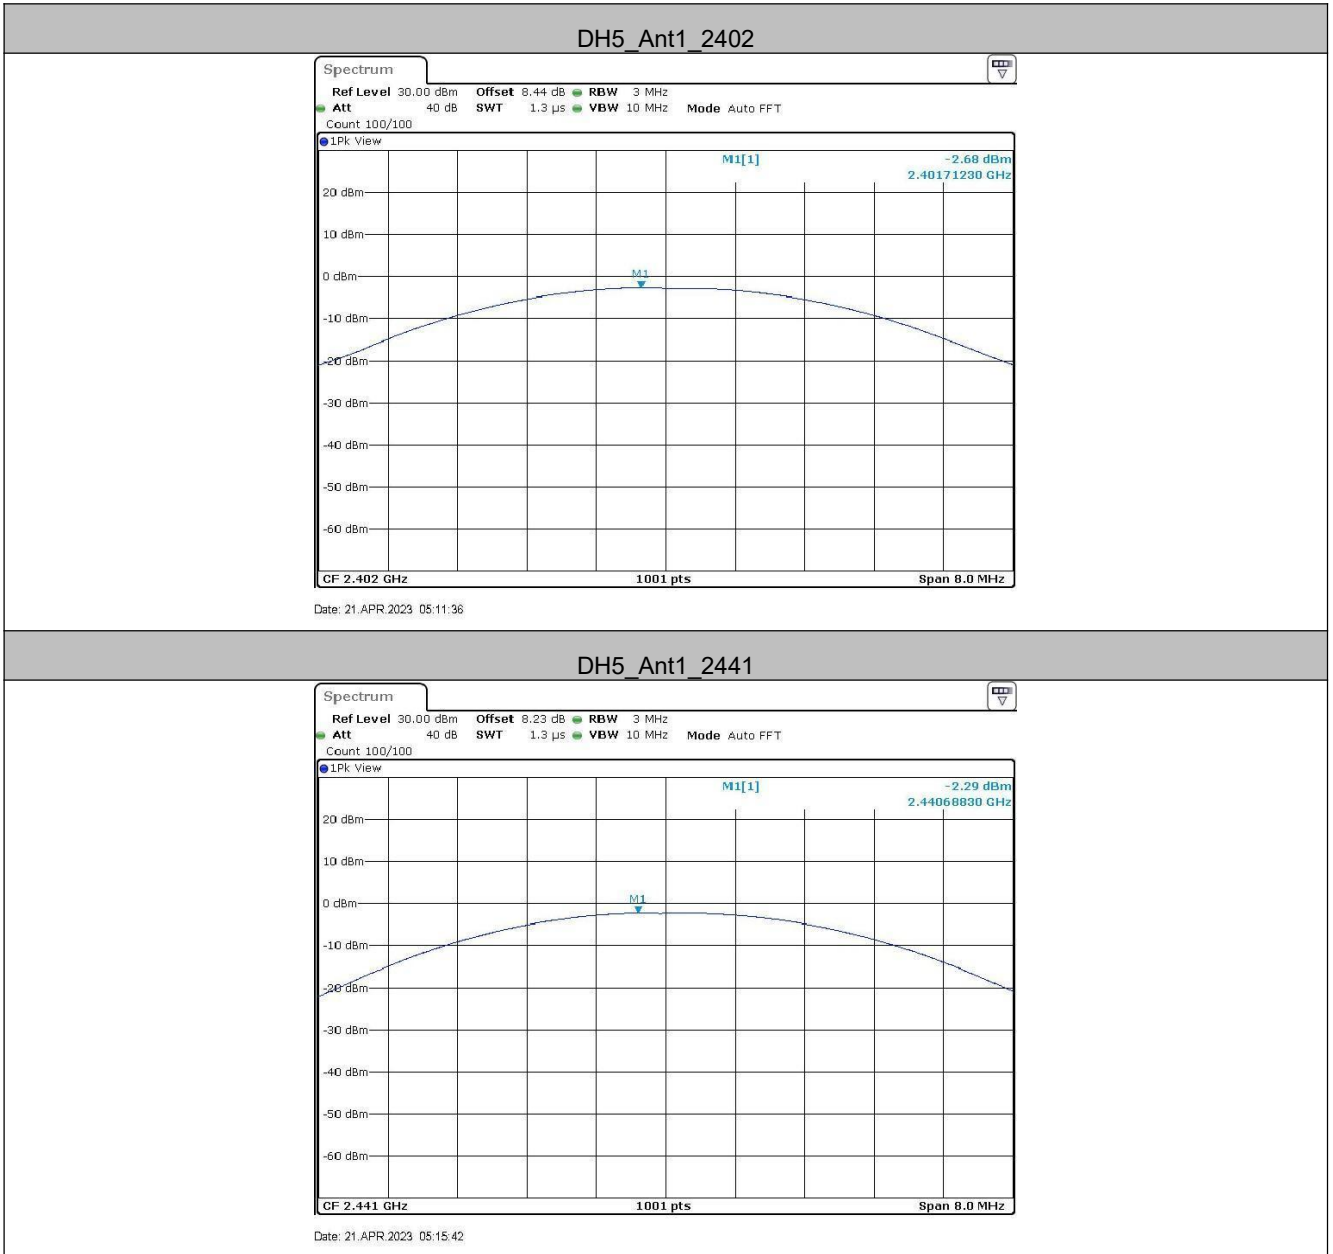 DH5_Ant1_2402
Spectrum
Ref Level 30.00 dBm Offset 8.44 dB RBW 3 MHz
Att 40 dB SWT 1.3 µs VBW 10 MHz Mode Auto FFT
Count 100/100
1Pk View
M1[1] -2.68 dBm
2.40171230 GHz
20 dBm
10 dBm
0 dBm
M1
-10 dBm
-20 dBm
-30 dBm
-40 dBm
-50 dBm
-60 dBm
CF 2.402 GHz 1001 pts Span 8.0 MHz
Date: 21.APR.2023 05:11:36
DH5_Ant1_2441
Spectrum
Ref Level 30.00 dBm Offset 8.23 dB RBW 3 MHz
Att 40 dB SWT 1.3 µs VBW 10 MHz Mode Auto FFT
Count 100/100
1Pk View
M1[1] -2.29 dBm
2.44068830 GHz
20 dBm
10 dBm
0 dBm
M1
-10 dBm
-20 dBm
-30 dBm
-40 dBm
-50 dBm
-60 dBm
CF 2.441 GHz 1001 pts Span 8.0 MHz
Date: 21.APR.2023 05:15:42